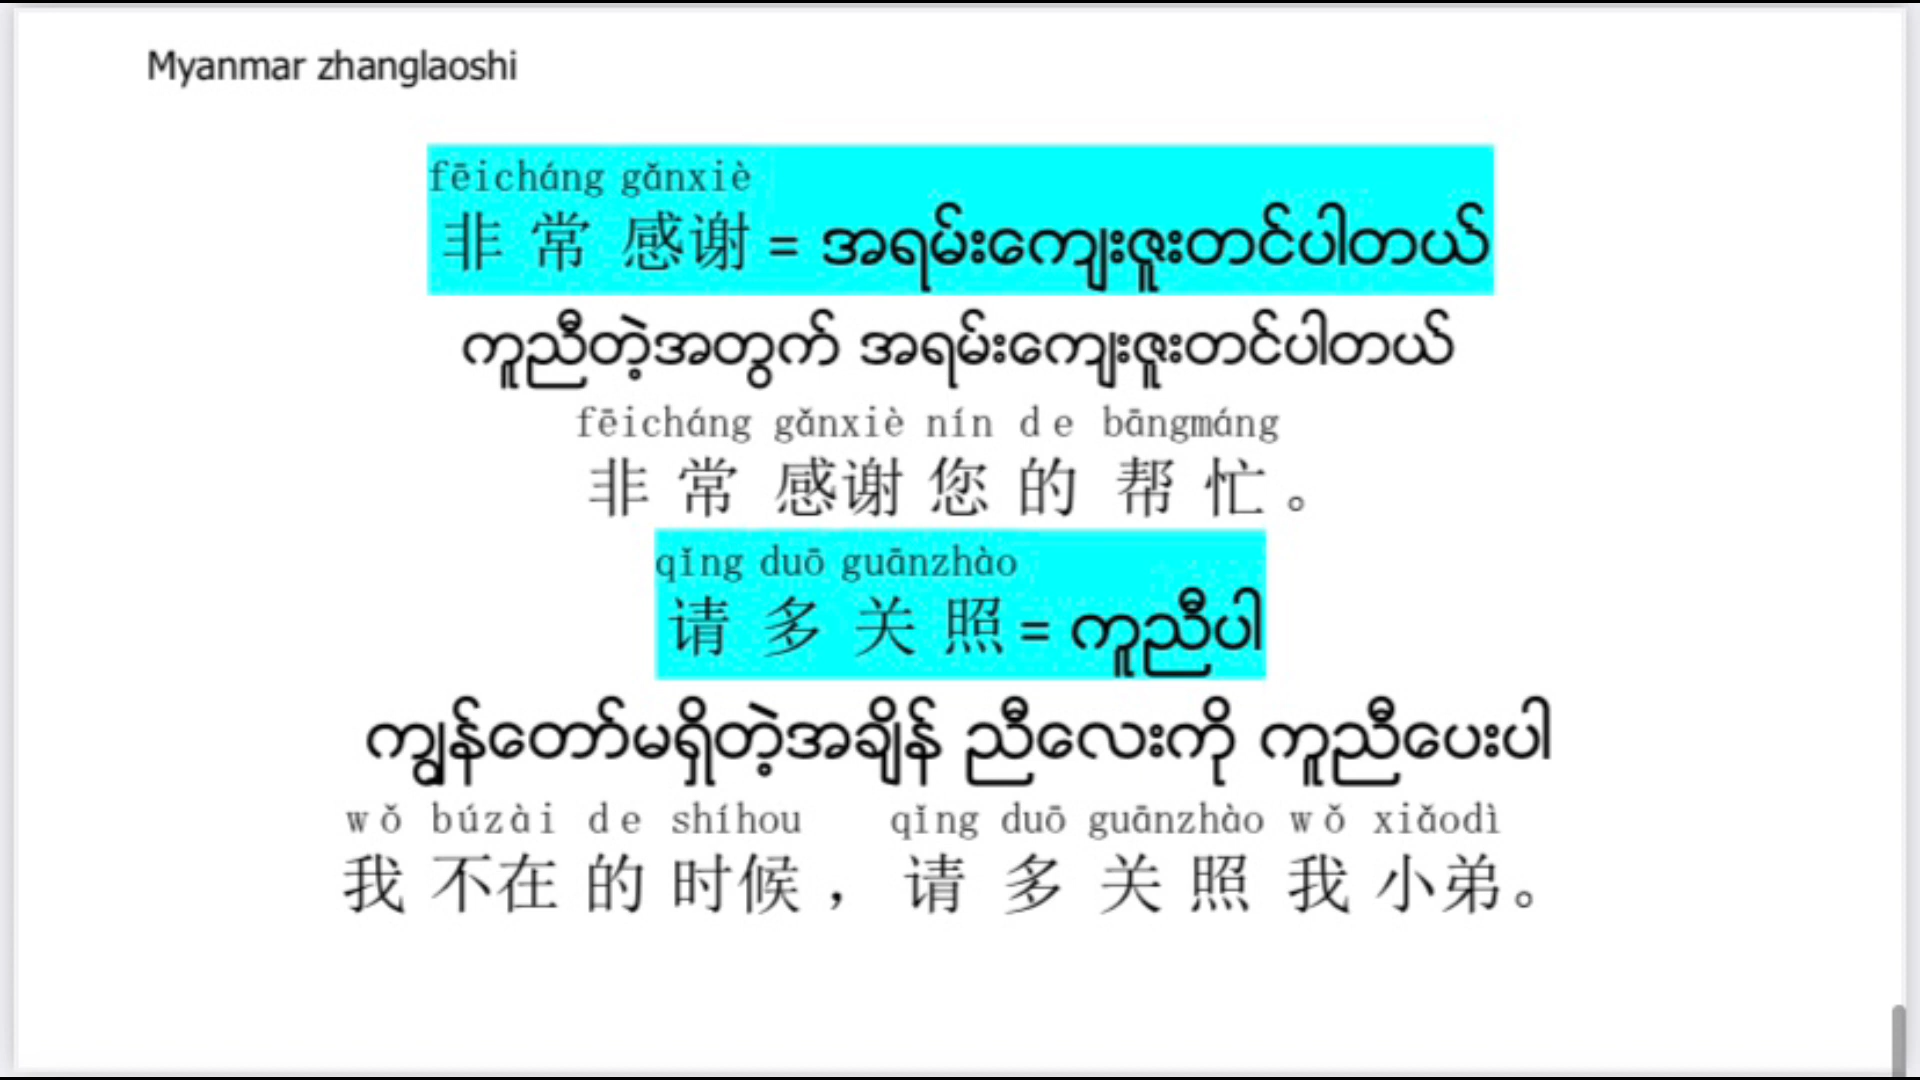 Myanmar zhanglaoshi
fēicháng gǎnxiè
非常感谢 = အရမ်းကျေးဇူးတင်ပါတယ်
ကူညီတဲ့အတွက် အရမ်းကျေးဇူးတင်ပါတယ်
fēicháng gǎnxiè nín de bāngmáng
非常感谢您的帮忙。
qǐng duō guānzhào
请多关照 = ကူညီပါ
ကျွန်တော်မရှိတဲ့အချိန် ညီလေးကို ကူညီပေးပါ
wǒ búzài de shíhou qǐng duō guānzhào wǒ xiǎodì
我不在的时候，请多关照我小弟。